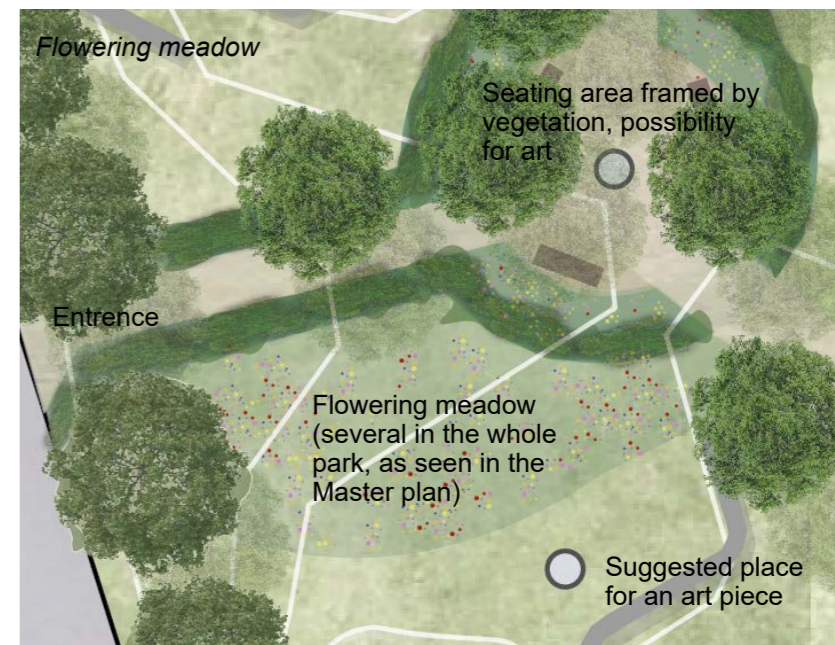 Flowering meadow
Seating area framed by
vegetation, possibility
for art
Entrence
Flowering meadow
(several in the whole
park, as seen in the
Master plan)
Suggested place
for an art piece